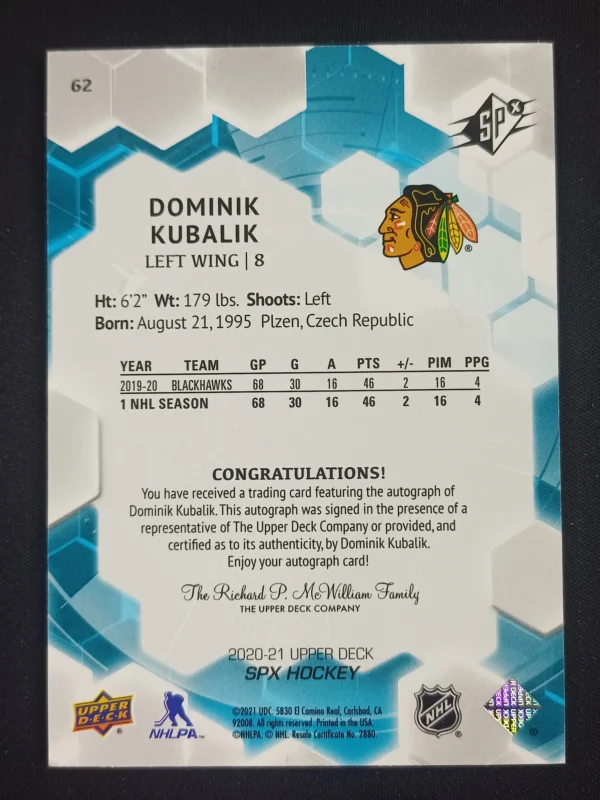 62
SPx
DOMINIK
KUBALIK
LEFT WING | 8
®
Ht: 6'2" Wt: 179 lbs. Shoots: Left
Born: August 21, 1995 Plzen, Czech Republic
YEAR TEAM GP G A PTS +/- PIM PPG
2019-20 BLACKHAWKS 68 30 16 46 2 16 4
1 NHL SEASON 68 30 16 46 2 16 4
CONGRATULATIONS!
You have received a trading card featuring the autograph of
Dominik Kubalik. This autograph was signed in the presence of a
representative of The Upper Deck Company or provided, and
certified as to its authenticity, by Dominik Kubalik.
Enjoy your autograph card!
The Richard P. McWilliam Family
THE UPPER DECK COMPANY
2020-21 UPPER DECK
SPX HOCKEY
UPPER
D·E·C·K ®
NHLPA™
©2021 UDC. 5830 El Camino Real, Carlsbad, CA
92008. All rights reserved. Printed in the USA.
©NHLPA. © NHL. Resale Certificate No. 2880.
NHL ®